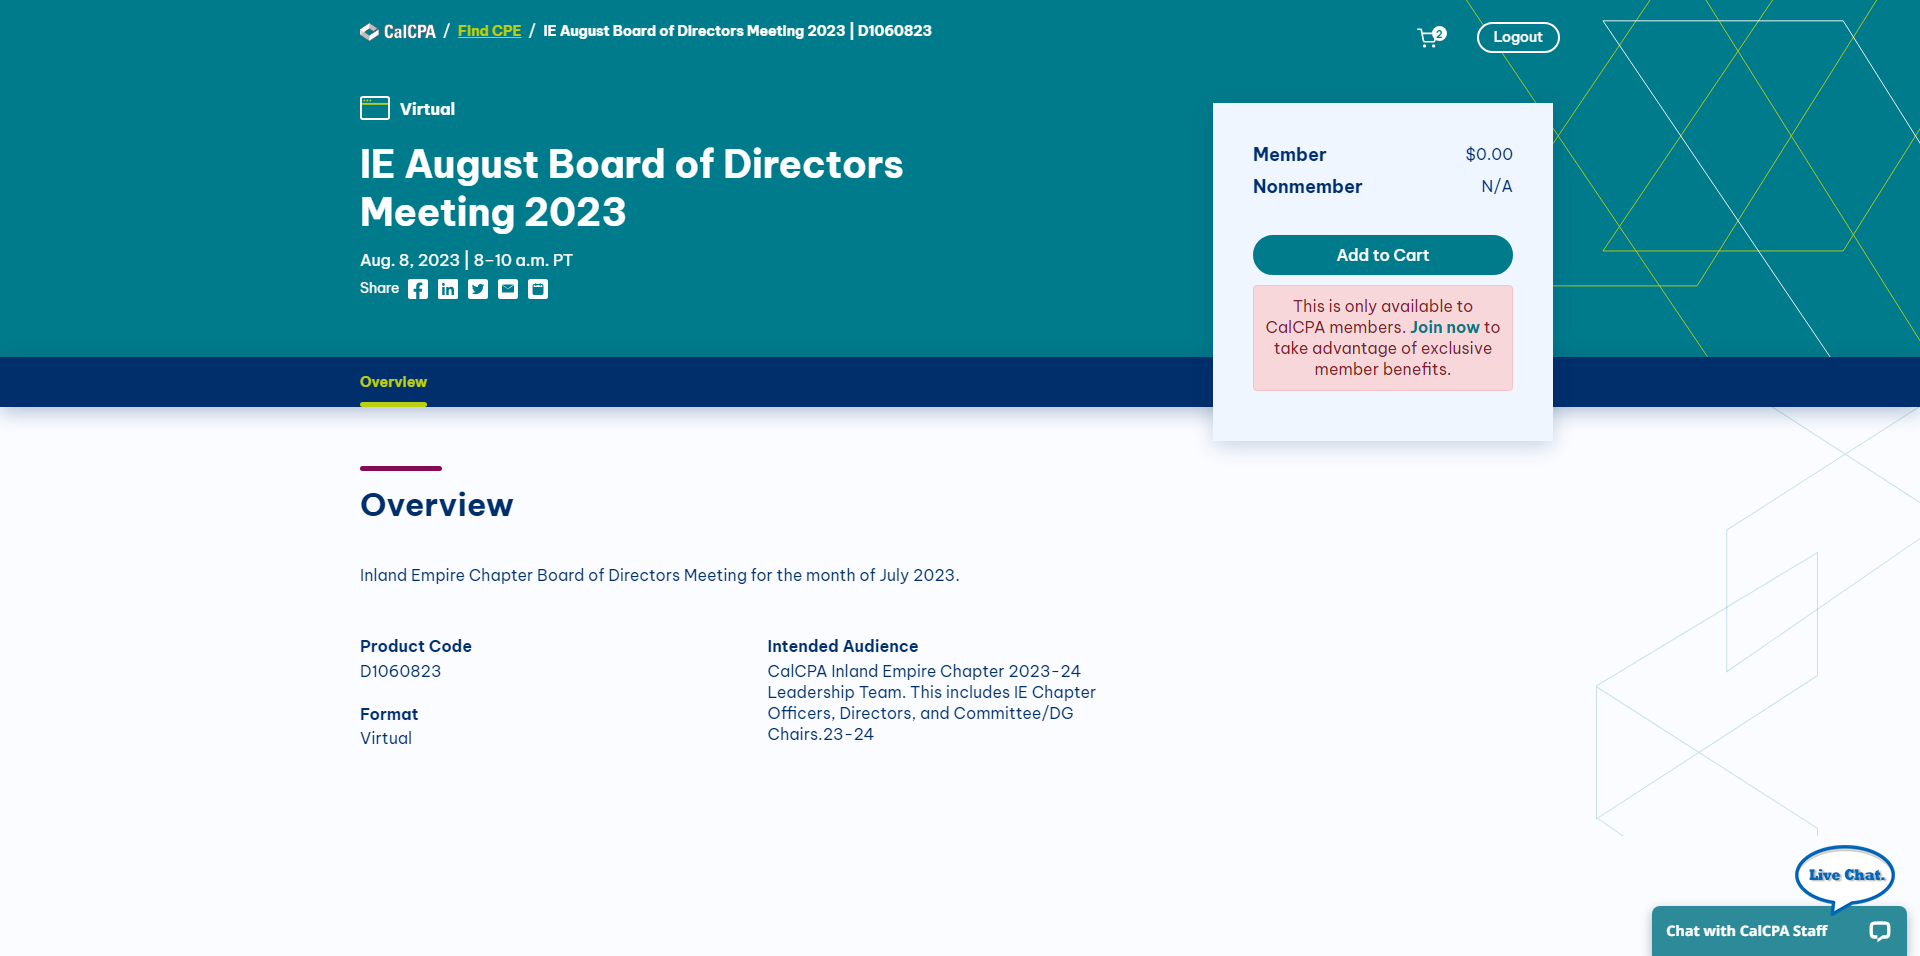 CalCPA / Find CPE / IE August Board of Directors Meeting 2023 | D1060823
2
Logout
Virtual
IE August Board of Directors
Meeting 2023
Aug. 8, 2023 | 8–10 a.m. PT
Share
Member $0.00
Nonmember N/A
Add to Cart
This is only available to
CalCPA members. Join now to
take advantage of exclusive
member benefits.
Overview
Overview
Inland Empire Chapter Board of Directors Meeting for the month of July 2023.
Product Code
D1060823
Format
Virtual
Intended Audience
CalCPA Inland Empire Chapter 2023-24
Leadership Team. This includes IE Chapter
Officers, Directors, and Committee/DG
Chairs.23-24
Live Chat.
Chat with CalCPA Staff